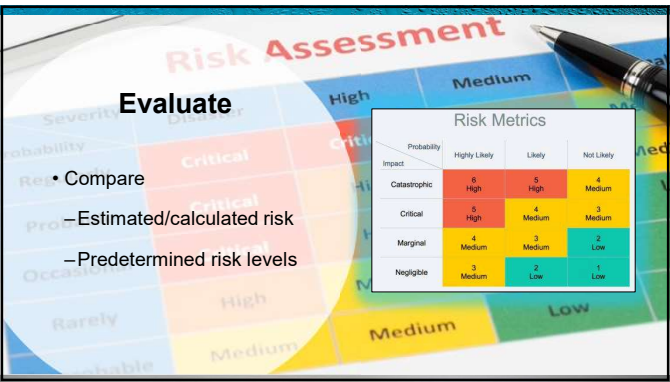 Risk Assessment
Evaluate
• Compare
–Estimated/calculated risk
–Predetermined risk levels
Severity Disaster High Medium
Critical
Critical
Occasional
Rarely High Medium Low
Medium
Risk Metrics
Probability
Impact
Highly Likely Likely Not Likely
Catastrophic 6 High 5 High 4 Medium
Critical 5 High 4 Medium 3 Medium
Marginal 4 Medium 3 Medium 2 Low
Negligible 3 Medium 2 Low 1 Low